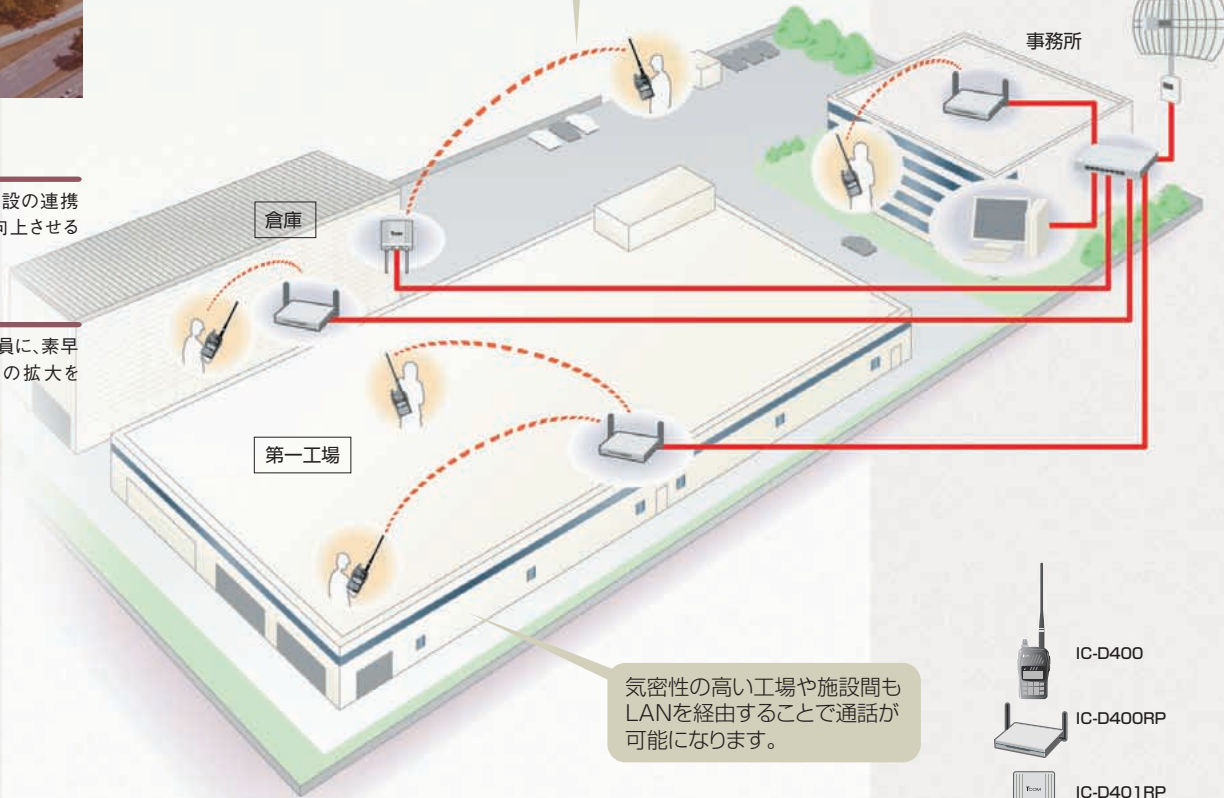 事務所
設の連携
向上させる
倉庫
員に、素早
の拡大を
第一工場
気密性の高い工場や施設間も
LANを経由することで通話が
可能になります。
IC-D400
IC-D400RP
IC-D401RP